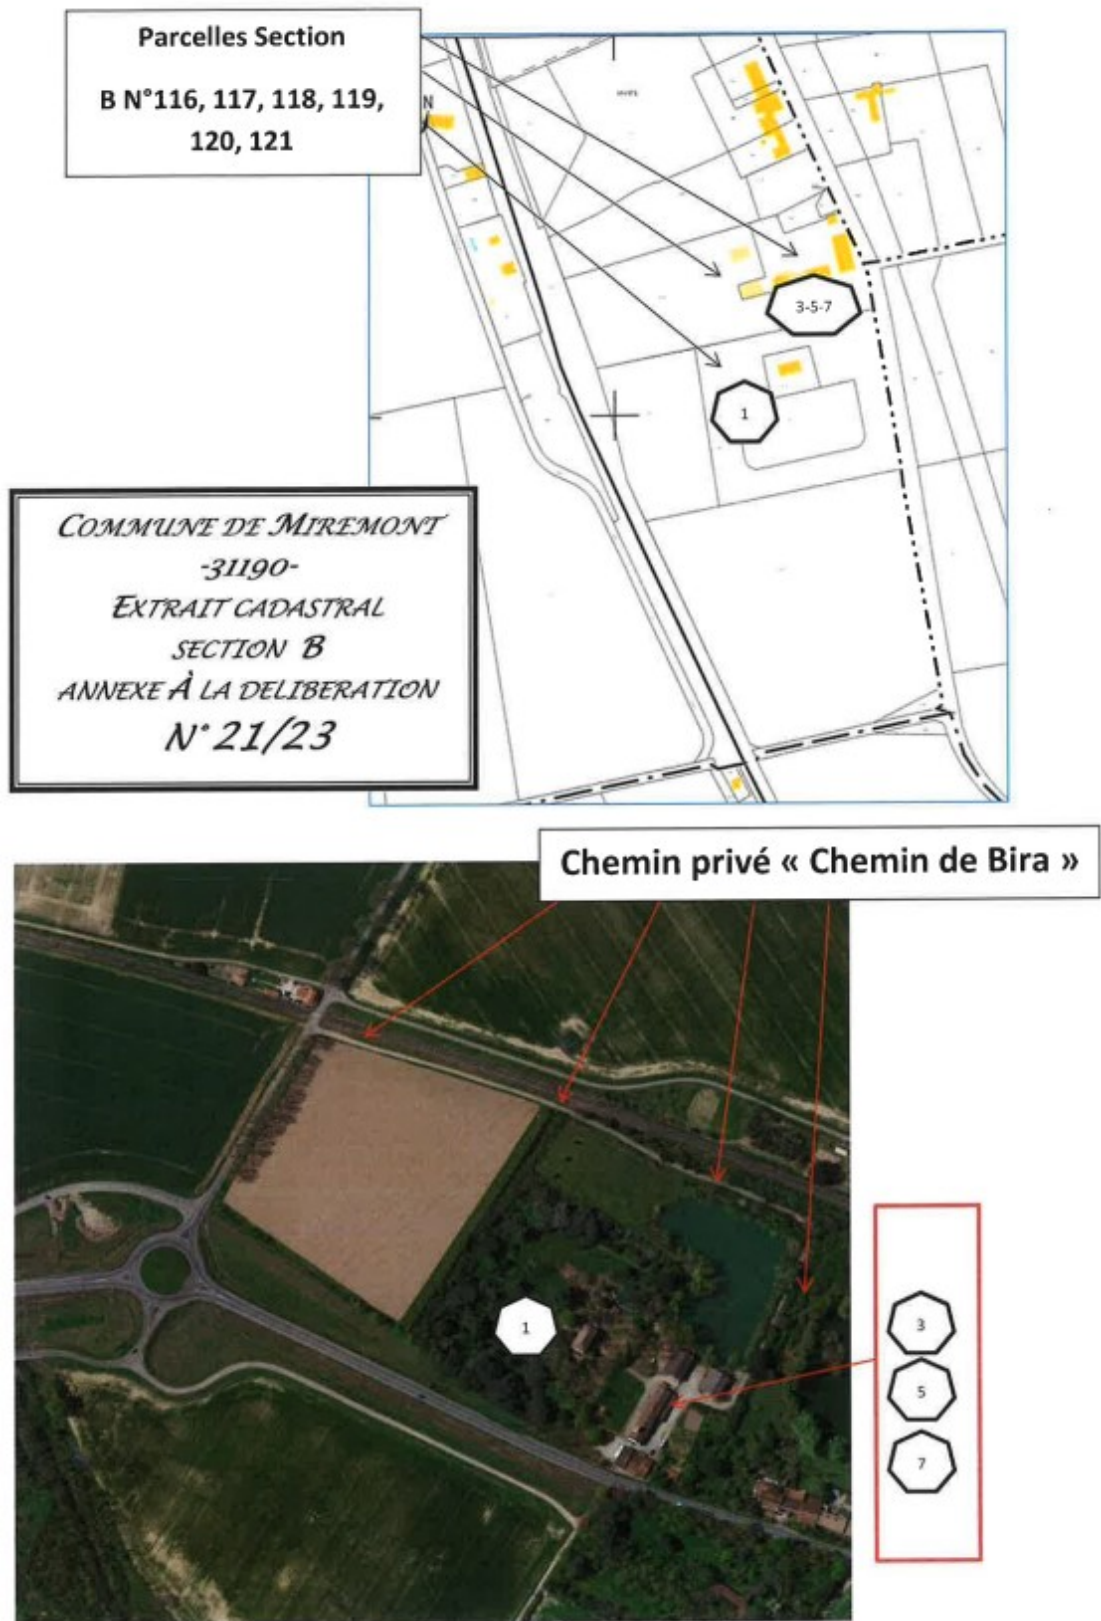 Parcelles Section
B N°116, 117, 118, 119,
120, 121
N
3-5-7
1
COMMUNE DE MIREMONT
-31190-
EXTRAIT CADASTRAL
SECTION B
ANNEXE À LA DELIBERATION
N° 21/23
Chemin privé « Chemin de Bira »
1
3
5
7